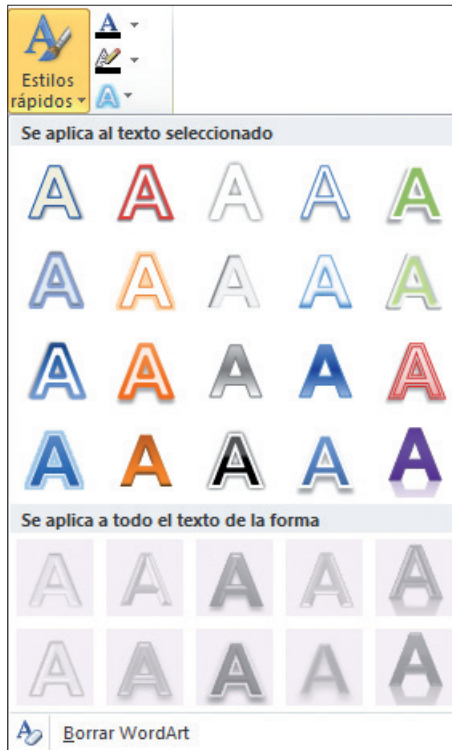 Estilos
rápidos
Se aplica al texto seleccionado
A A A A A
A A A A A
A A A A A
A A A A A
Se aplica a todo el texto de la forma
A A A A A
A A A A A
Borrar WordArt